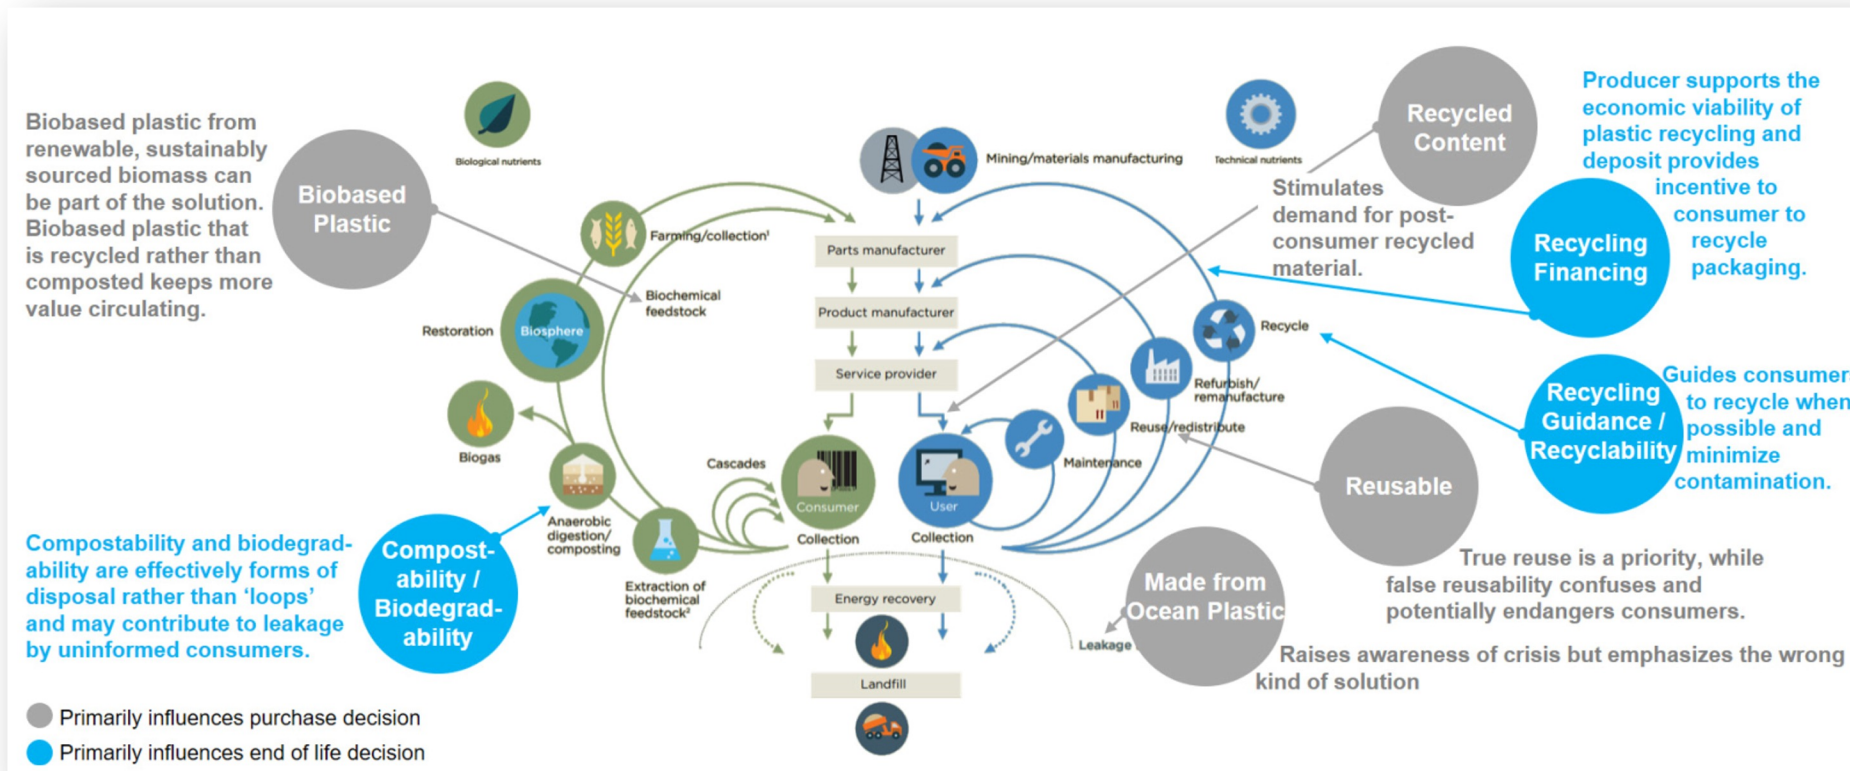 Biobased plastic from
renewable, sustainably
sourced biomass can
be part of the solution.
Biobased plastic that
is recycled rather than
composted keeps more
value circulating.
Biobased
Plastic
Biological nutrients
Farming/collection¹
Biochemical
feedstock
Restoration
Biosphere
Biogas
Anaerobic
digestion/
composting
Extraction of
biochemical
feedstock²
Cascades
Compostability and biodegrad-
ability are effectively forms of
disposal rather than ‘loops’
and may contribute to leakage
by uninformed consumers.
Compost-
ability /
Biodegrad-
ability
Mining/materials manufacturing
Parts manufacturer
Product manufacturer
Service provider
Consumer
User
Collection
Collection
Energy recovery
Landfill
Leakage
Technical nutrients
Recycle
Refurbish/
remanufacture
Reuse/redistribute
Maintenance
Recycled
Content
Stimulates
demand for post-
consumer recycled
material.
Producer supports the
economic viability of
plastic recycling and
deposit provides
incentive to
consumer to
recycle
packaging.
Recycling
Financing
Recycling
Guidance /
Recyclability
Guides consumer
to recycle when
possible and
minimize
contamination.
Reusable
True reuse is a priority, while
false reusability confuses and
potentially endangers consumers.
Made from
Ocean Plastic
Raises awareness of crisis but emphasizes the wrong
kind of solution
Primarily influences purchase decision
Primarily influences end of life decision